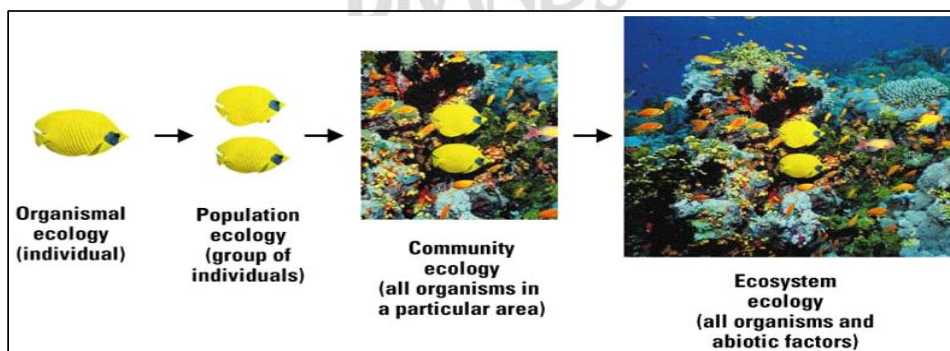 BRANDS
Organismal
ecology
(individual)
Population
ecology
(group of
individuals)
Community
ecology
(all organisms in
a particular area)
Ecosystem
ecology
(all organisms and
abiotic factors)